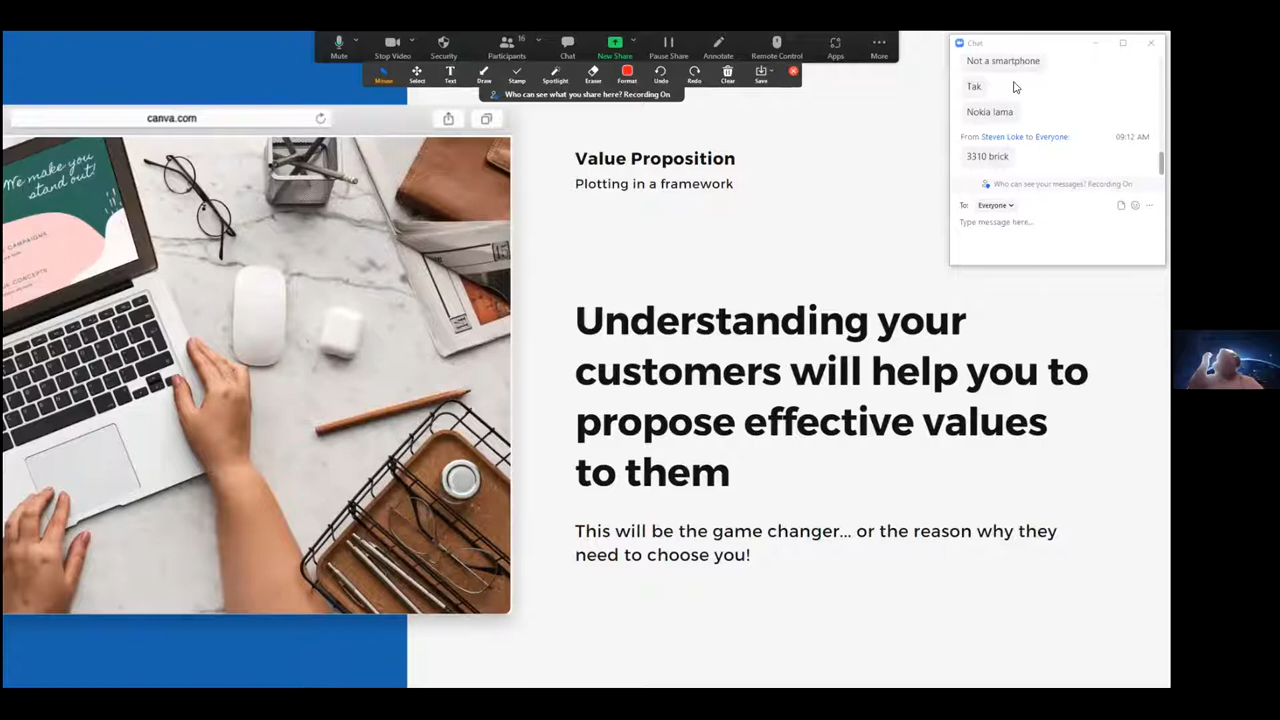 16
Mute
Stop Video
Security
Participants
Chat
New Share
Pause Share
Annotate
Remote Control
Apps
More
Mouse
Select
Text
Draw
Stamp
Spotlight
Eraser
Format
Undo
Redo
Clear
Save
Who can see what you share here? Recording On
Chat
Not a smartphone
Tak
Nokia lama
From Steven Loke to Everyone:
09:12 AM
3310 brick
Who can see your messages? Recording On
To: Everyone
Type message here...
canva.com
We make you
stand out!
CAMPAIGNS
CONCEPTS
15
Value Proposition
Plotting in a framework
Understanding your
customers will help you to
propose effective values
to them
This will be the game changer... or the reason why they
need to choose you!